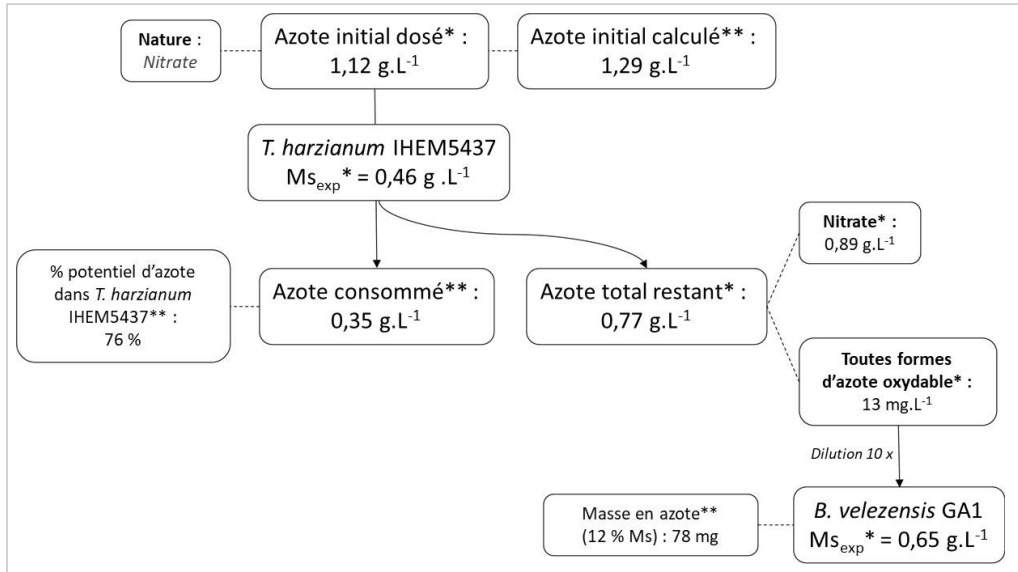 Nature :
Nitrate
Azote initial dosé* :
1,12 g.L⁻¹
Azote initial calculé** :
1,29 g.L⁻¹
T. harzianum IHEM5437
Ms_exp* = 0,46 g .L⁻¹
Nitrate* :
0,89 g.L⁻¹
% potentiel d’azote
dans T. harzianum
IHEM5437** :
76 %
Azote consommé** :
0,35 g.L⁻¹
Azote total restant* :
0,77 g.L⁻¹
Toutes formes
d’azote oxydable* :
13 mg.L⁻¹
Dilution 10 x
Masse en azote**
(12 % Ms) : 78 mg
B. velezensis GA1
Ms_exp* = 0,65 g.L⁻¹